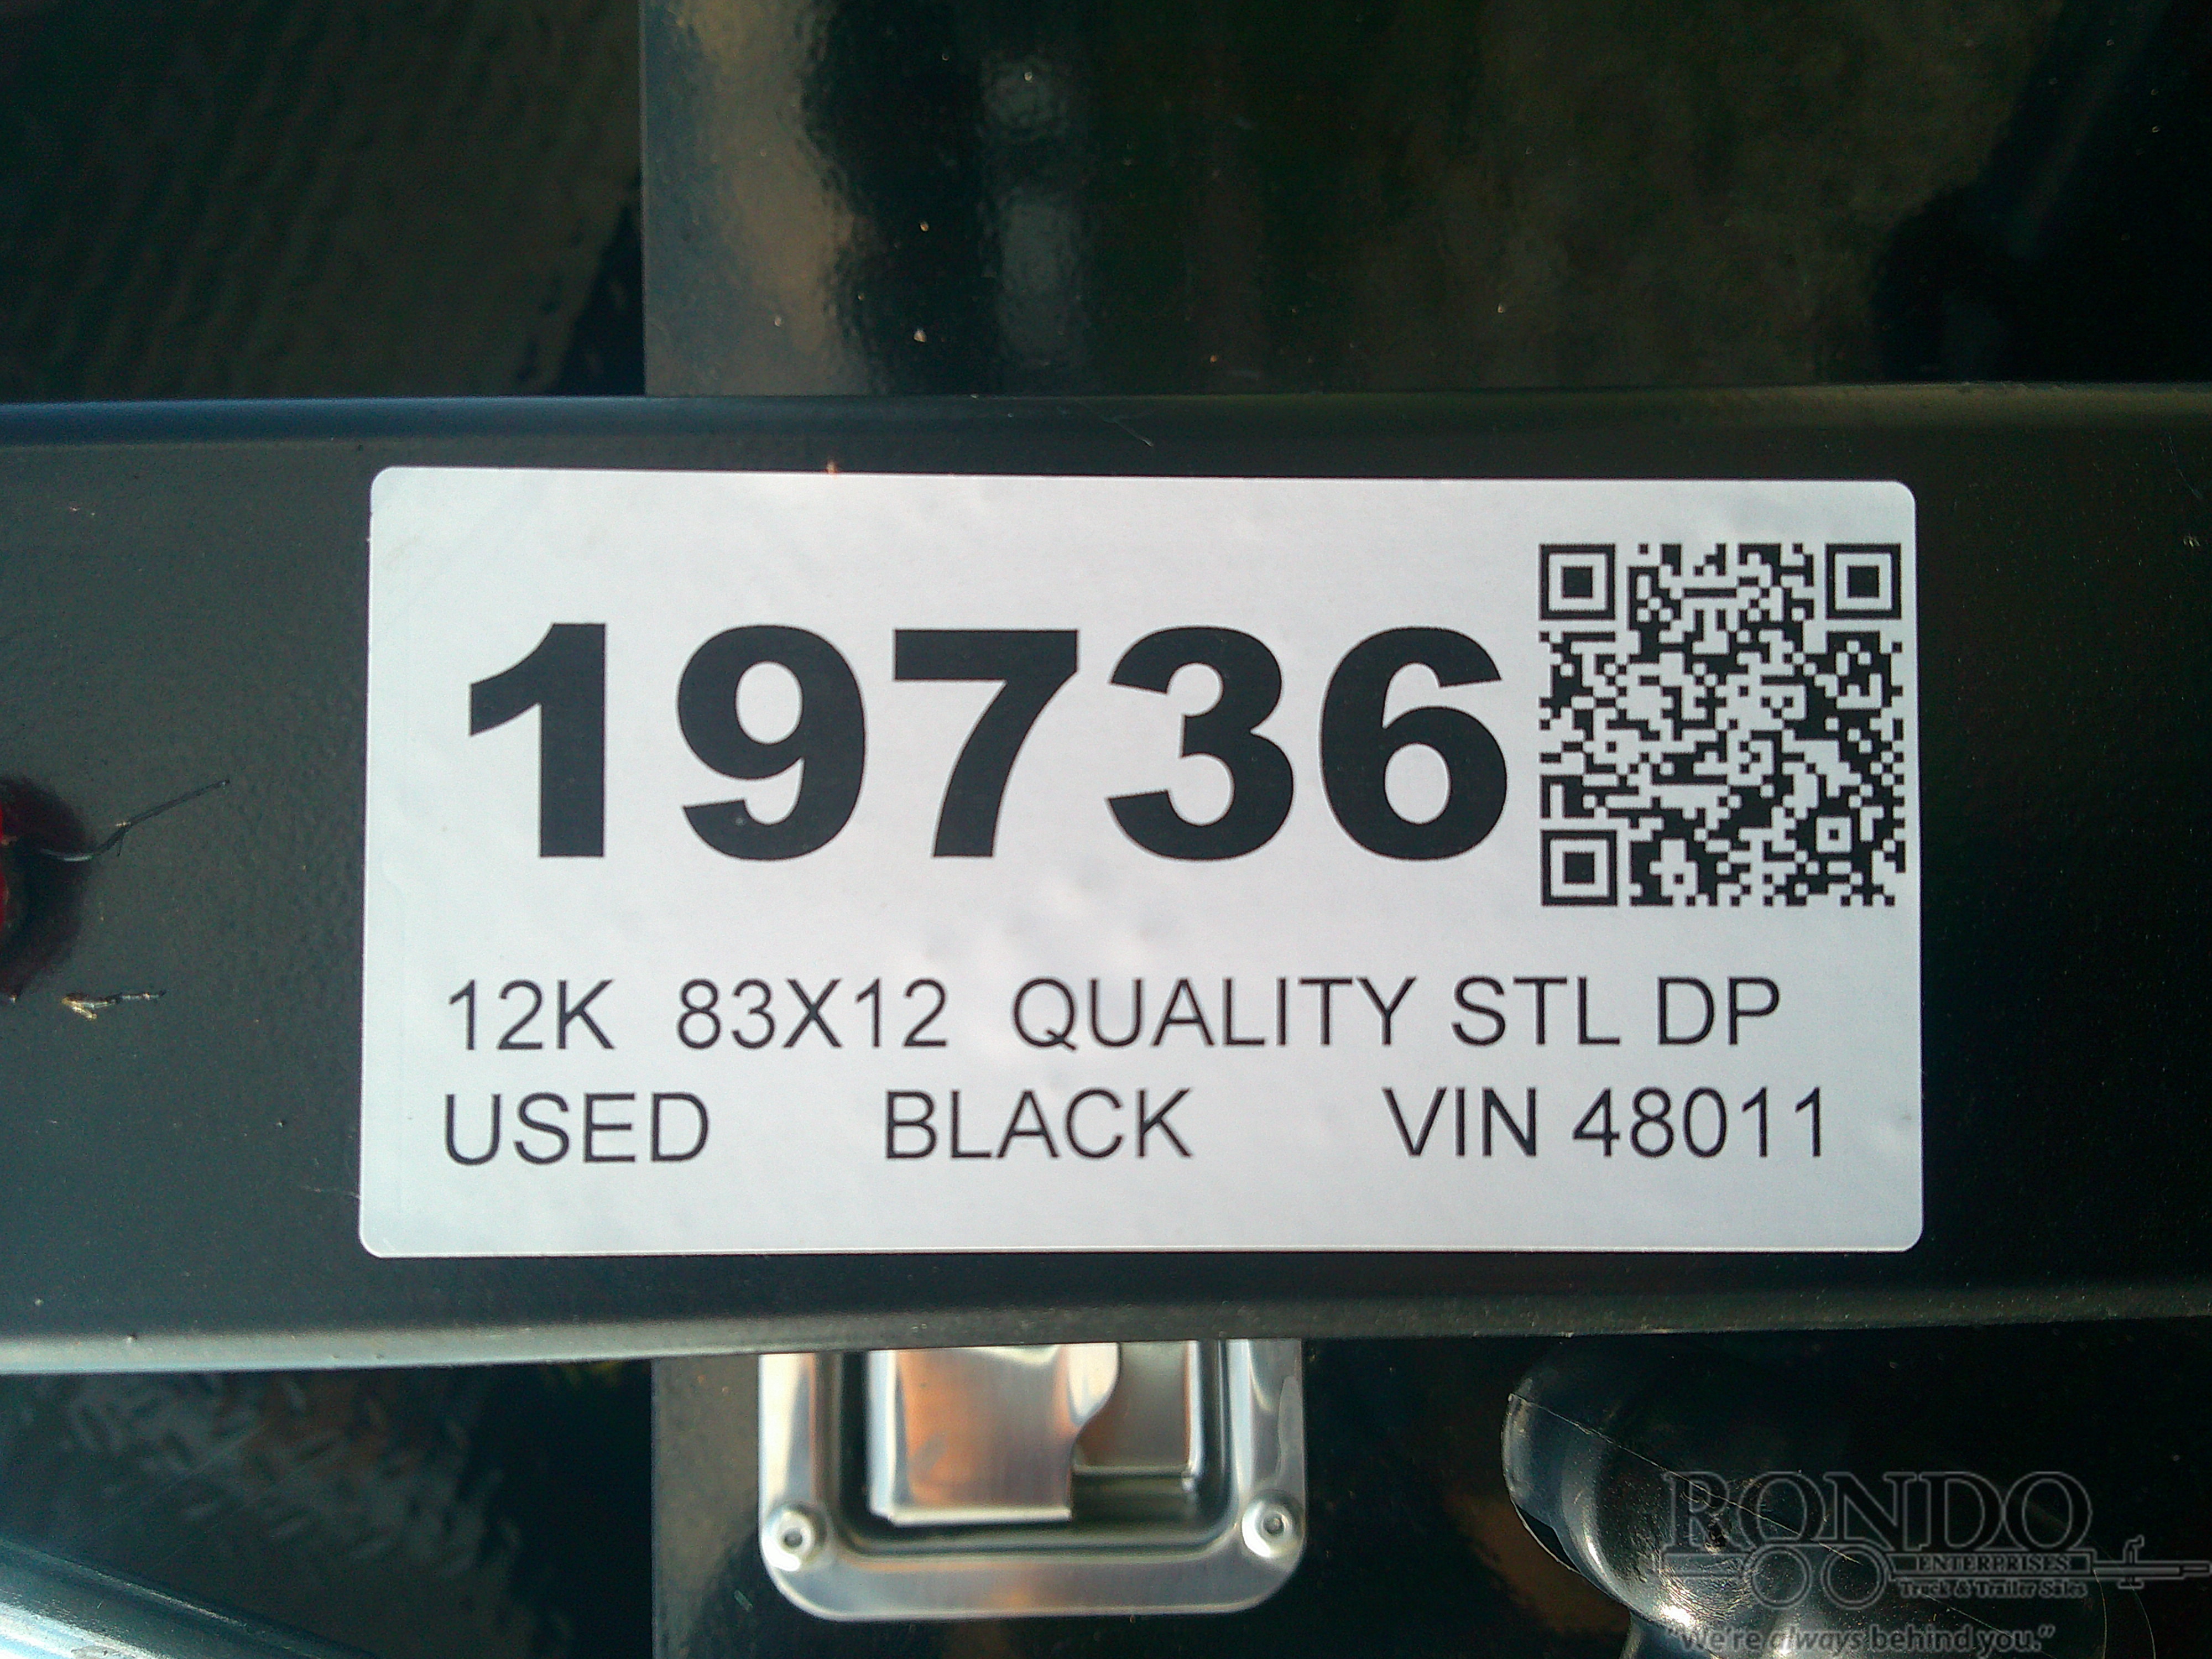 19736
12K 83X12 QUALITY STL DP
USED BLACK VIN 48011
RONDO
ENTERPRISES
Truck & Trailer Sales
"We're always behind you."